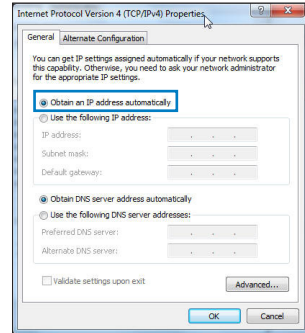 Internet Protocol Version 4 (TCP/IPv4) Properties
General Alternate Configuration
You can get IP settings assigned automatically if your network supports
this capability. Otherwise, you need to ask your network administrator
for the appropriate IP settings.
Obtain an IP address automatically
Use the following IP address:
IP address:
Subnet mask:
Default gateway:
Obtain DNS server address automatically
Use the following DNS server addresses:
Preferred DNS server:
Alternate DNS server:
Validate settings upon exit
Advanced...
OK Cancel